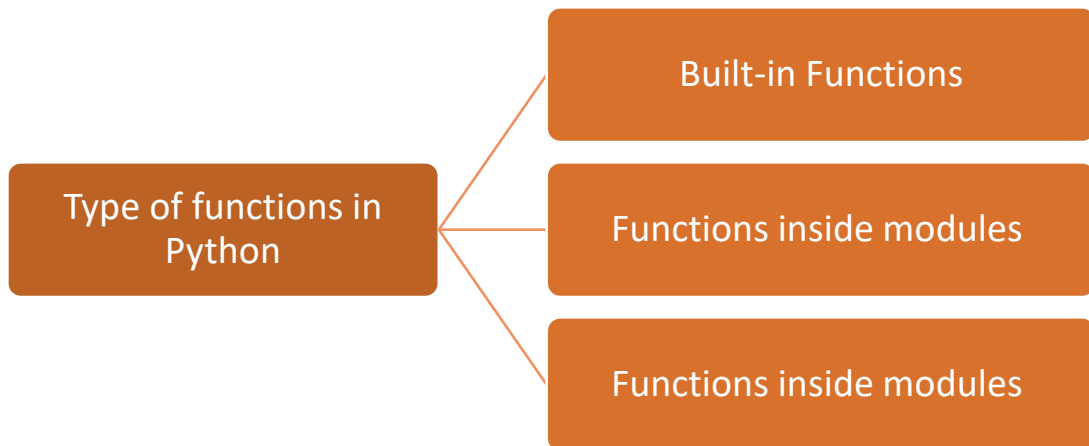 Built-in Functions
Type of functions in
Python
Functions inside modules
Functions inside modules